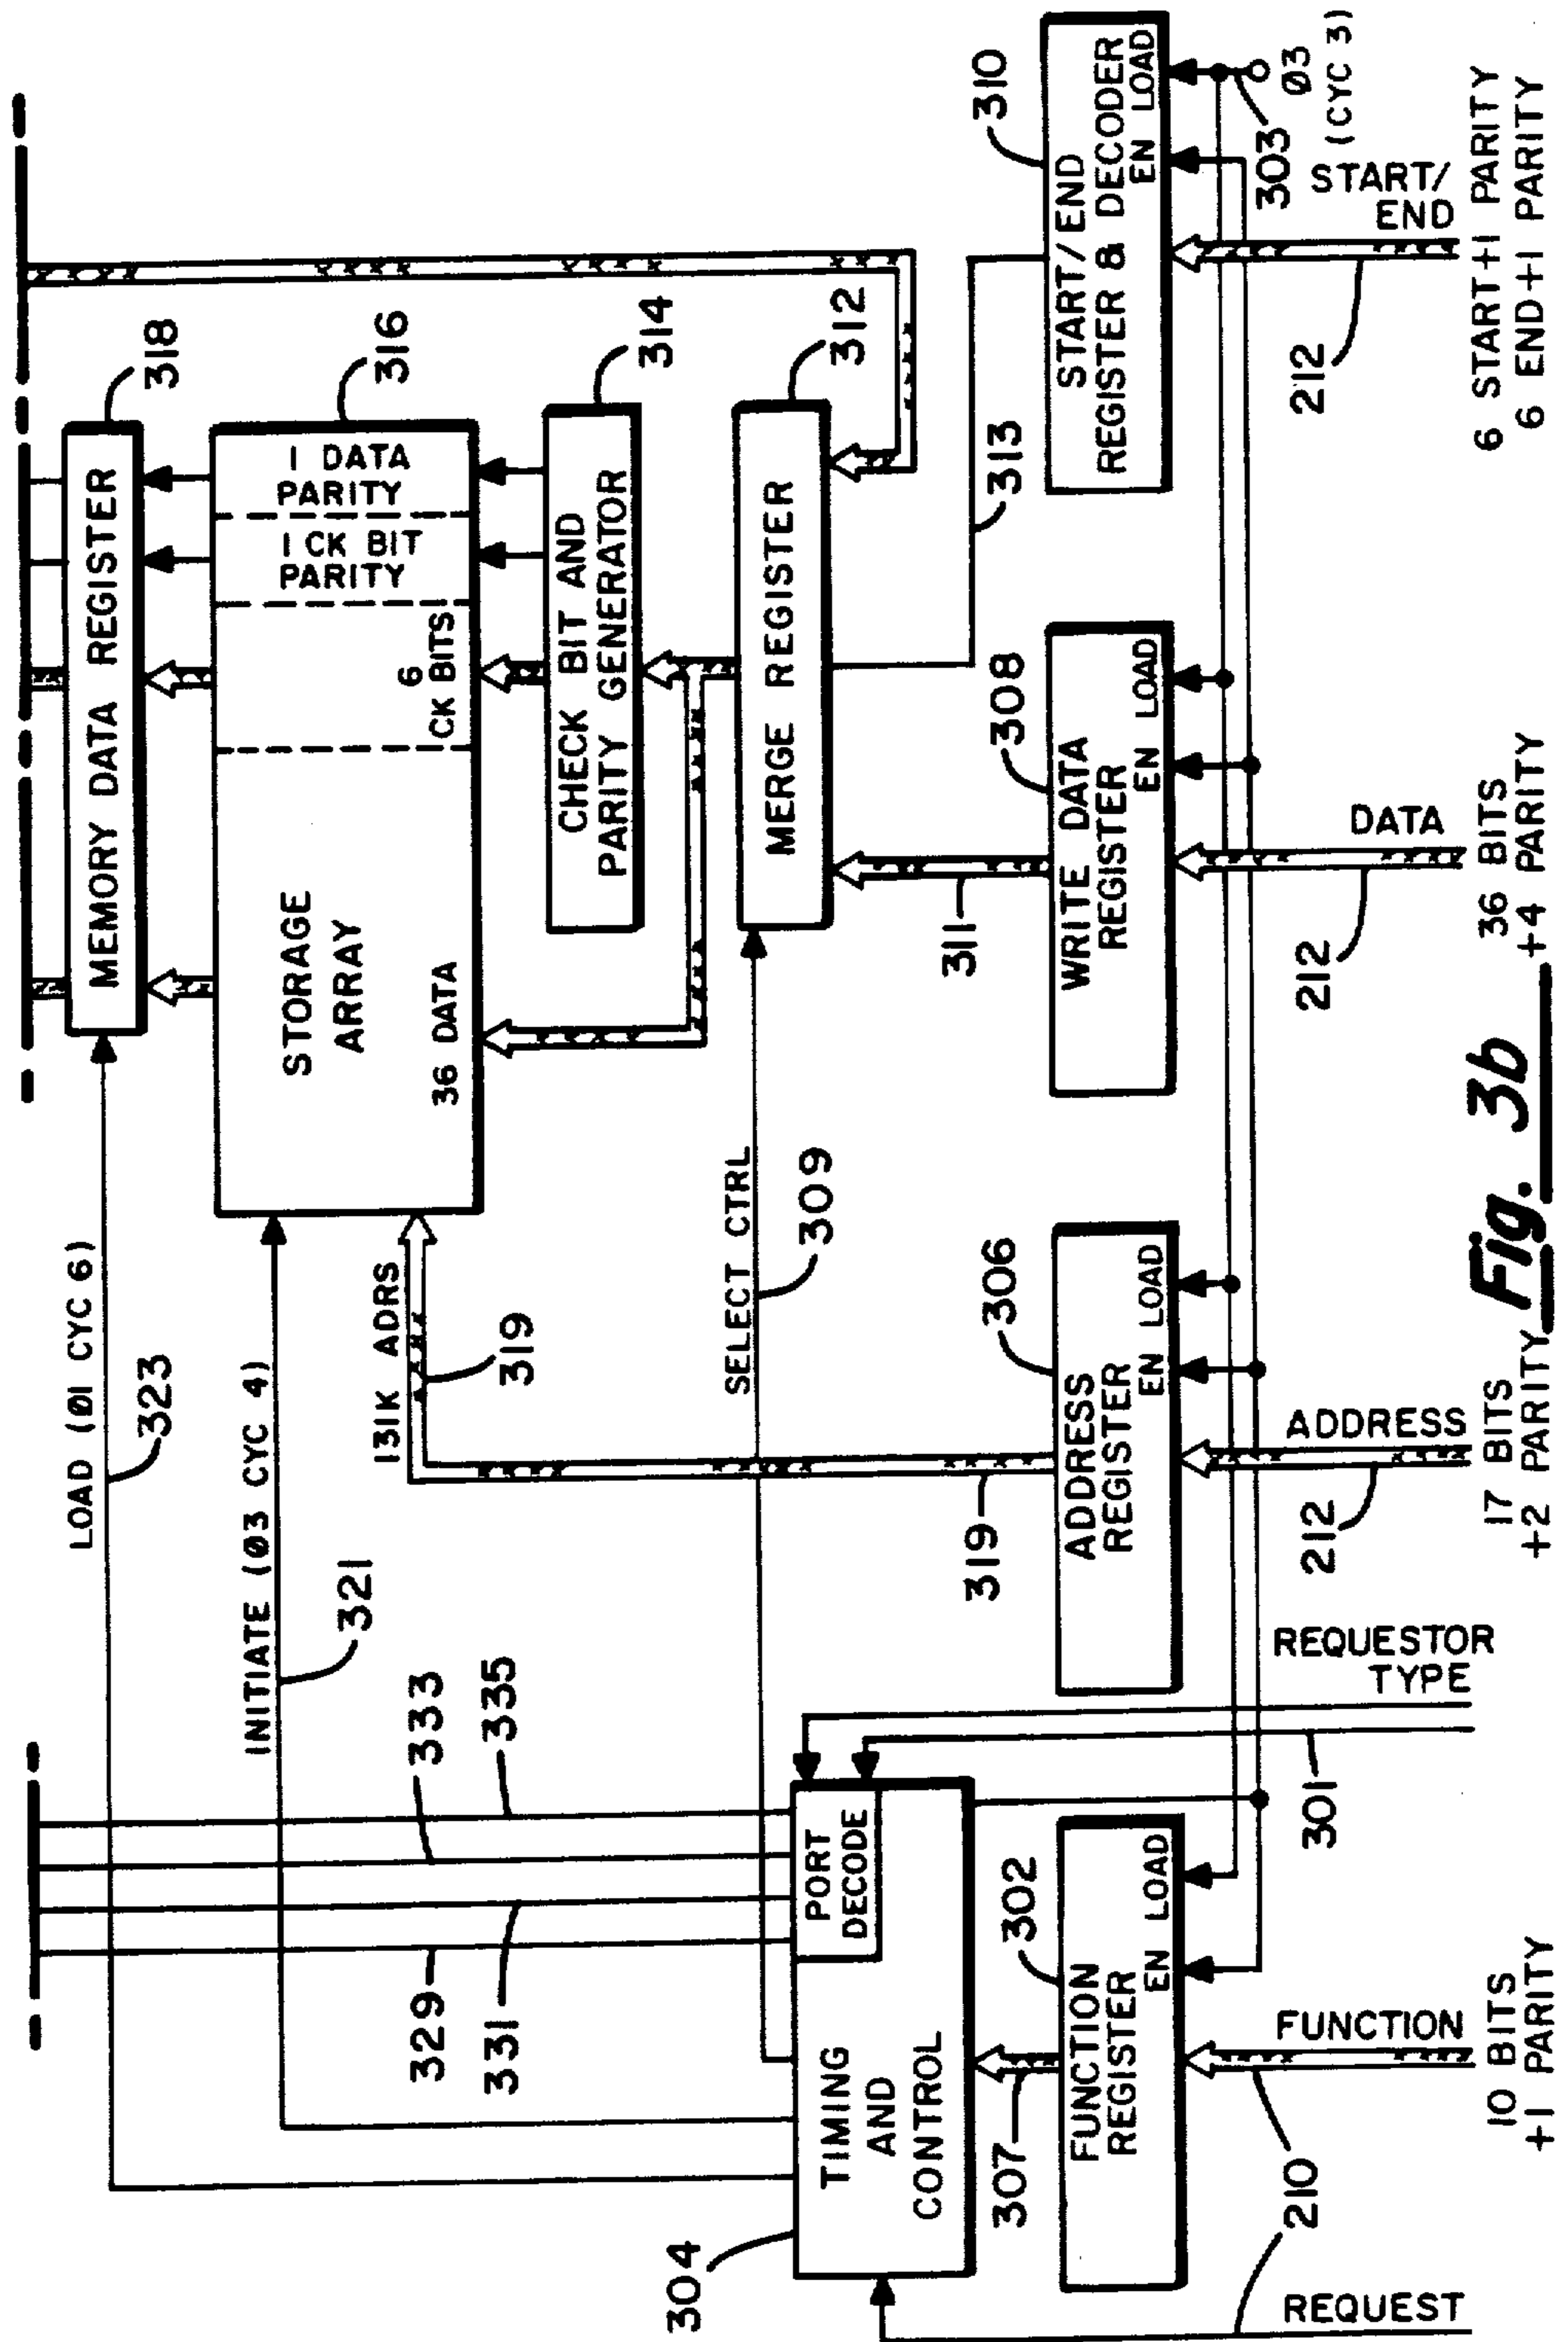 LOAD (Ø1 CYC 6)
323
MEMORY DATA REGISTER
318
INITIATE (Ø3 CYC 4)
321
329
331
333
335
131K ADRS
319
STORAGE
ARRAY
36 DATA
6
CK BITS
1 CK BIT
PARITY
1 DATA
PARITY
316
CHECK BIT AND
PARITY GENERATOR
314
SELECT CTRL
309
MERGE REGISTER
312
304
TIMING
AND
CONTROL
PORT
DECODE
307
319
311
313
302
FUNCTION
REGISTER
EN LOAD
306
ADDRESS
REGISTER
EN LOAD
308
WRITE DATA
REGISTER
EN LOAD
310
START/END
REGISTER & DECODER
EN LOAD
303
Ø3
(CYC 3)
REQUEST
210
FUNCTION
10 BITS
+1 PARITY
301
REQUESTOR
TYPE
212
ADDRESS
17 BITS
+2 PARITY
212
DATA
36 BITS
+4 PARITY
212
START/
END
6 START+1 PARITY
6 END+1 PARITY
Fig. 3b